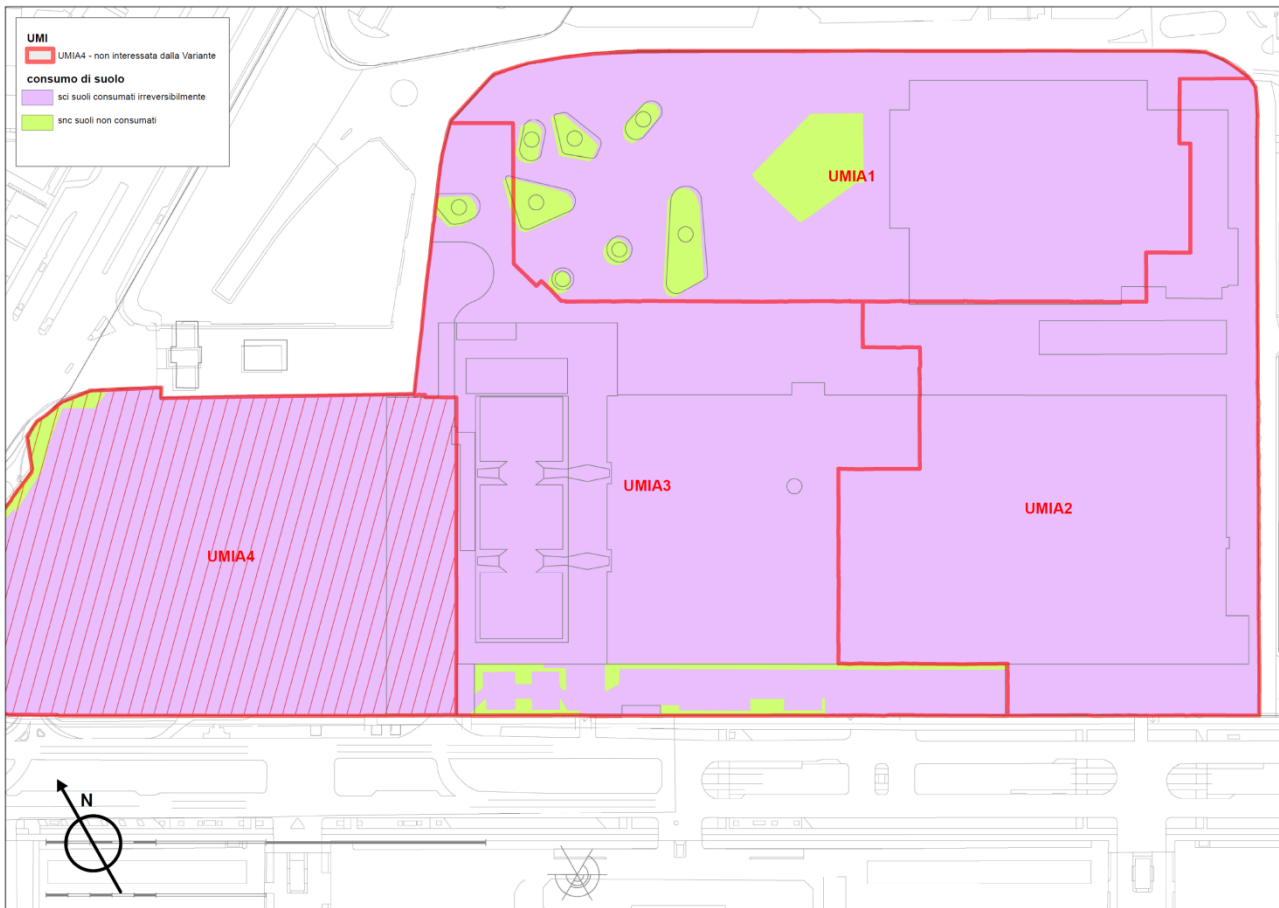 UMI
UMIA4 - non interessata dalla Variante
consumo di suolo
sci suoli consumati irreversibilmente
snc suoli non consumati
UMIA1
UMIA3
UMIA2
UMIA4
N